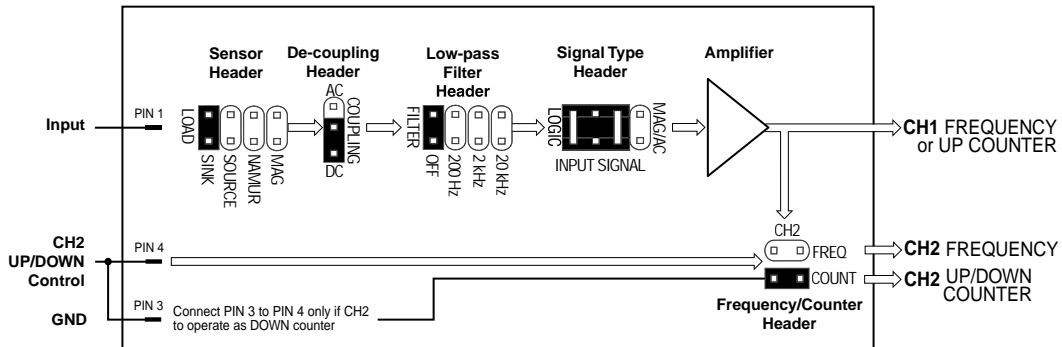 Sensor
Header
De-coupling
Header
Low-pass
Filter
Header
Signal Type
Header
Amplifier
Input
PIN 1
LOAD
SINK
SOURCE
NAMUR
MAG
AC
COUPLING
DC
FILTER
OFF
200 Hz
2 kHz
20 kHz
LOGIC
MAG/AC
INPUT SIGNAL
CH1 FREQUENCY
or UP COUNTER
CH2
UP/DOWN
Control
PIN 4
CH2
FREQ
CH2 FREQUENCY
COUNT
CH2 UP/DOWN
COUNTER
GND
PIN 3
Connect PIN 3 to PIN 4 only if CH2
to operate as DOWN counter
Frequency/Counter
Header